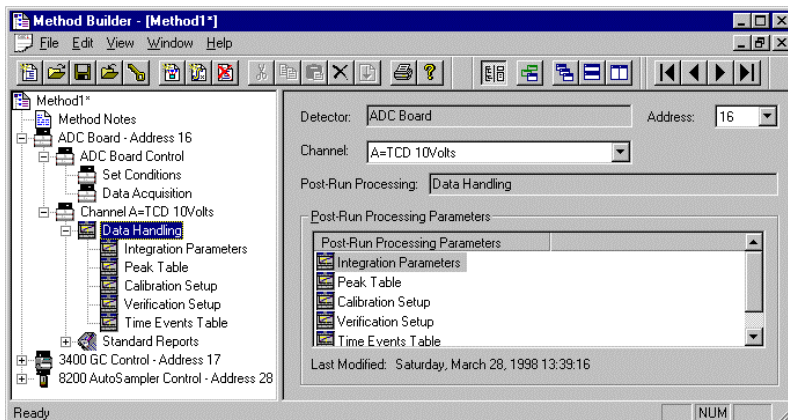 Method Builder - [Method1*]
File Edit View Window Help
Method1*
Method Notes
ADC Board - Address 16
ADC Board Control
Set Conditions
Data Acquisition
Channel A=TCD 10Volts
Data Handling
Integration Parameters
Peak Table
Calibration Setup
Verification Setup
Time Events Table
Standard Reports
3400 GC Control - Address 17
8200 AutoSampler Control - Address 28
Detector: ADC Board Address: 16
Channel: A=TCD 10Volts
Post-Run Processing: Data Handling
Post-Run Processing Parameters
Post-Run Processing Parameters
Integration Parameters
Peak Table
Calibration Setup
Verification Setup
Time Events Table
Last Modified: Saturday, March 28, 1998 13:39:16
Ready NUM